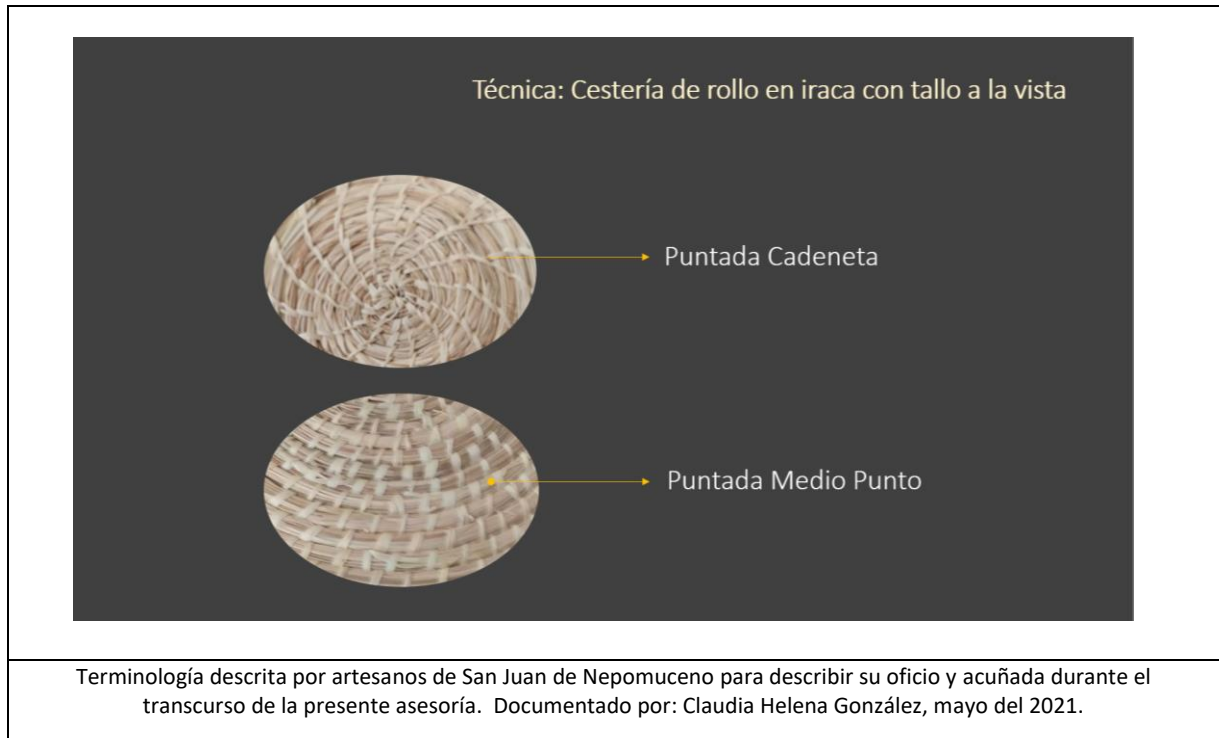 Técnica: Cestería de rollo en iraca con tallo a la vista
Puntada Cadeneta
Puntada Medio Punto
Terminología descrita por artesanos de San Juan de Nepomuceno para describir su oficio y acuñada durante el
transcurso de la presente asesoría. Documentado por: Claudia Helena González, mayo del 2021.